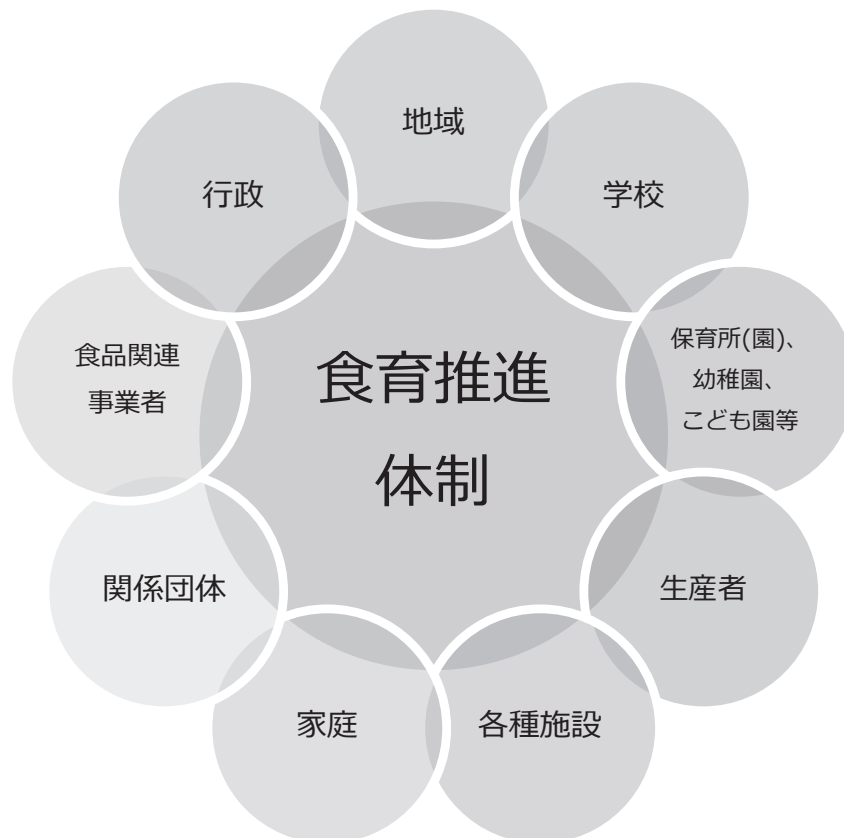 地域
行政
学校
食品関連
事業者
食育推進
体制
保育所(園)、
幼稚園、
こども園等
関係団体
生産者
家庭
各種施設